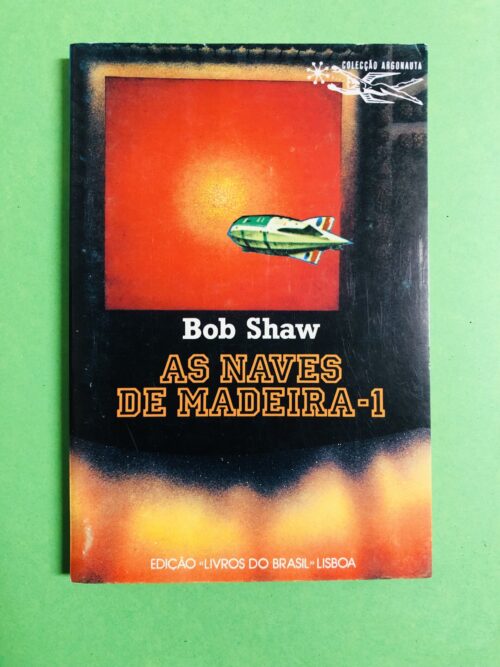 COLECÇÃO ARGONAUTA
Bob Shaw
AS NAVES
DE MADEIRA-1
EDIÇÃO «LIVROS DO BRASIL» LISBOA